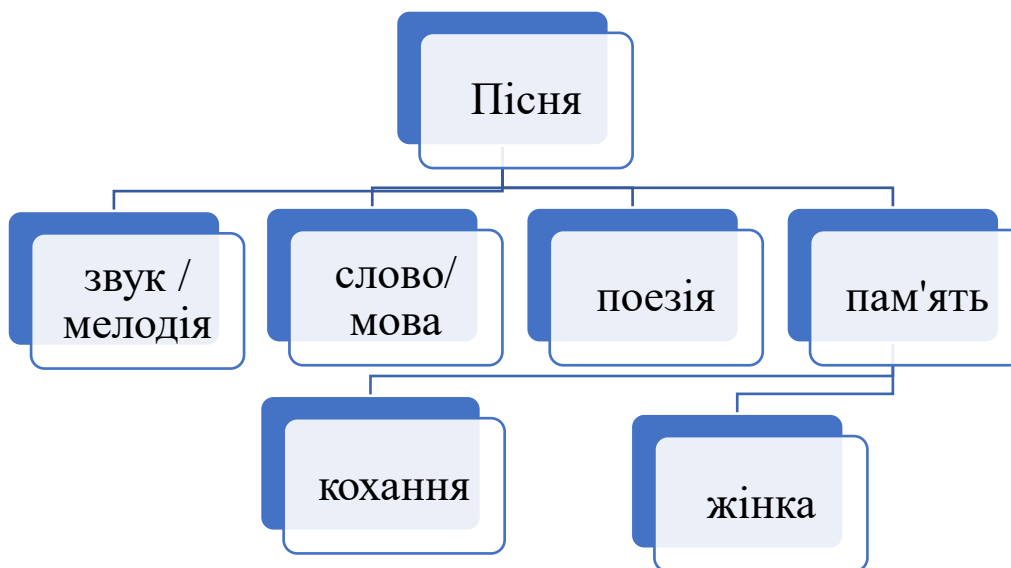 Пісня
звук /
мелодія
слово/
мова
поезія
пам'ять
кохання
жінка